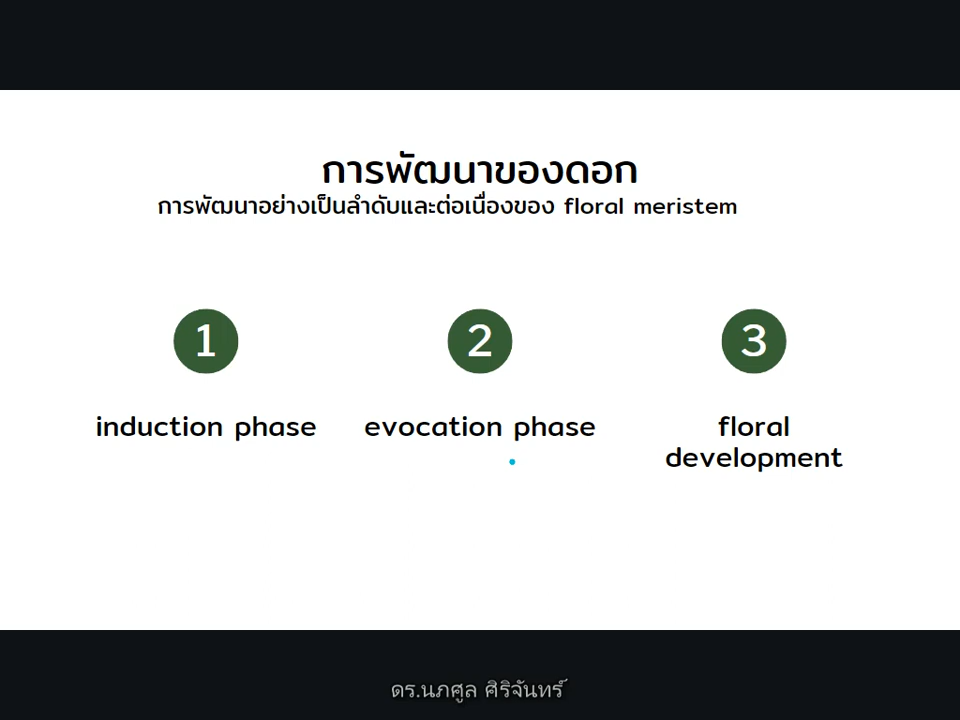 การพัฒนาของดอก
การพัฒนาอย่างเป็นลำดับและต่อเนื่องของ floral meristem
1
2
3
induction phase
evocation phase
floral
development
ดร.นภศูล ศิริจันทร์